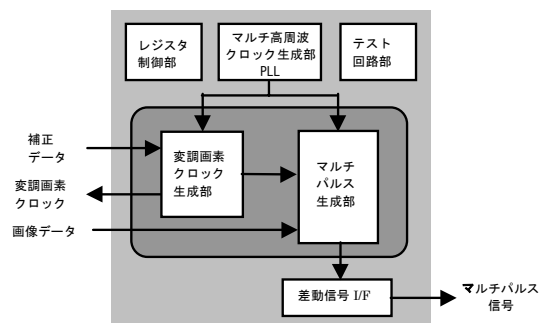 レジスタ
制御部
マルチ高周波
クロック生成部
PLL
テスト
回路部
補正
データ
変調画素
クロック
生成部
マルチ
パルス
生成部
変調画素
クロック
画像データ
差動信号 I/F
マルチパルス
信号